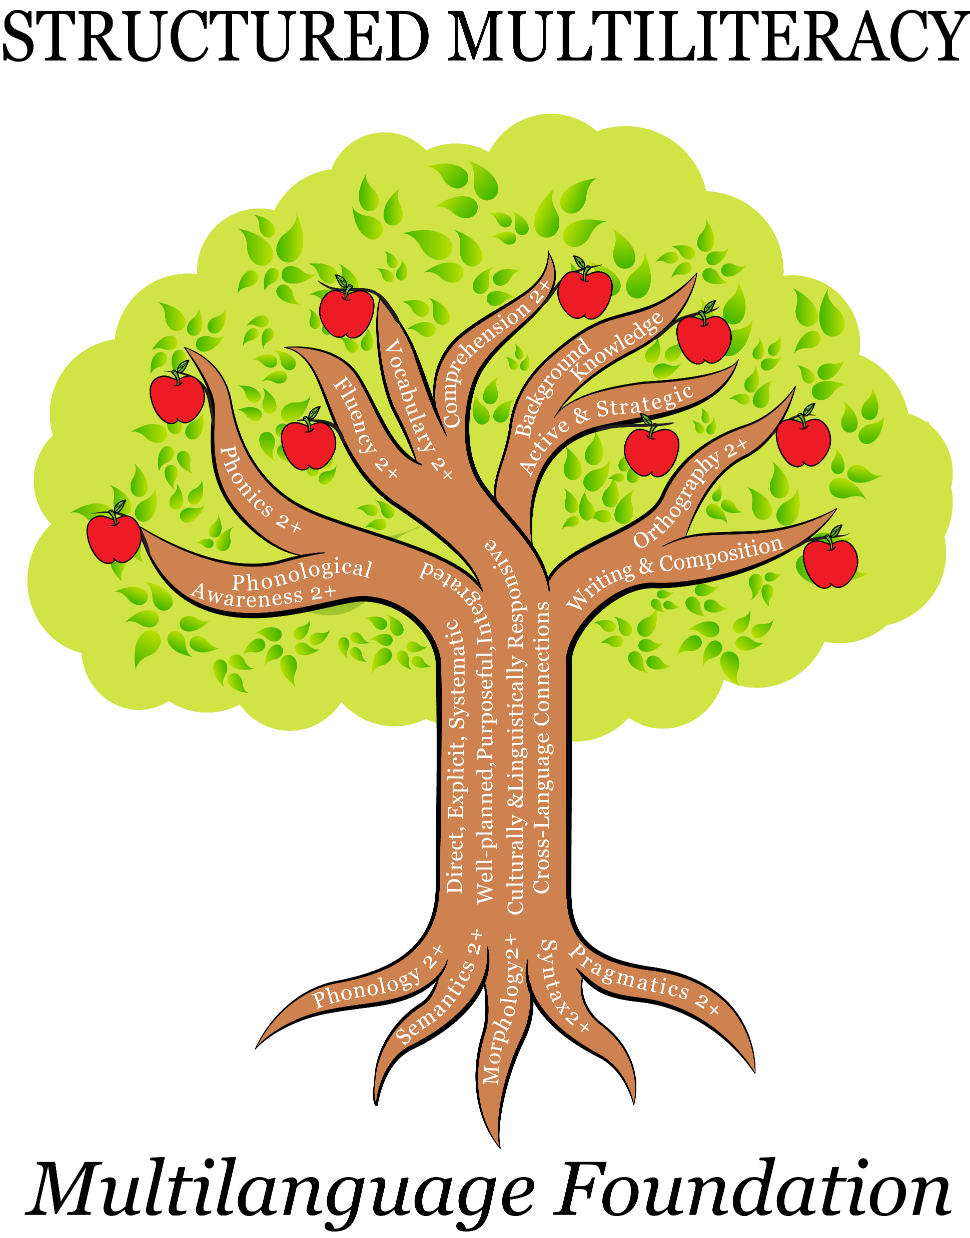 STRUCTURED MULTILITERACY
Phonological
Awareness 2+
Phonics 2+
Fluency 2+
Vocabulary 2+
Comprehension 2+
Background
Knowledge
Active & Strategic
Orthography 2+
Writing & Composition
Direct, Explicit, Systematic
Well-planned,Purposeful,Integrated
Culturally &Linguistically Responsive
Cross-Language Connections
Phonology 2+
Semantics 2+
Morphology2+
Syntax2+
Pragmatics 2+
Multilanguage Foundation